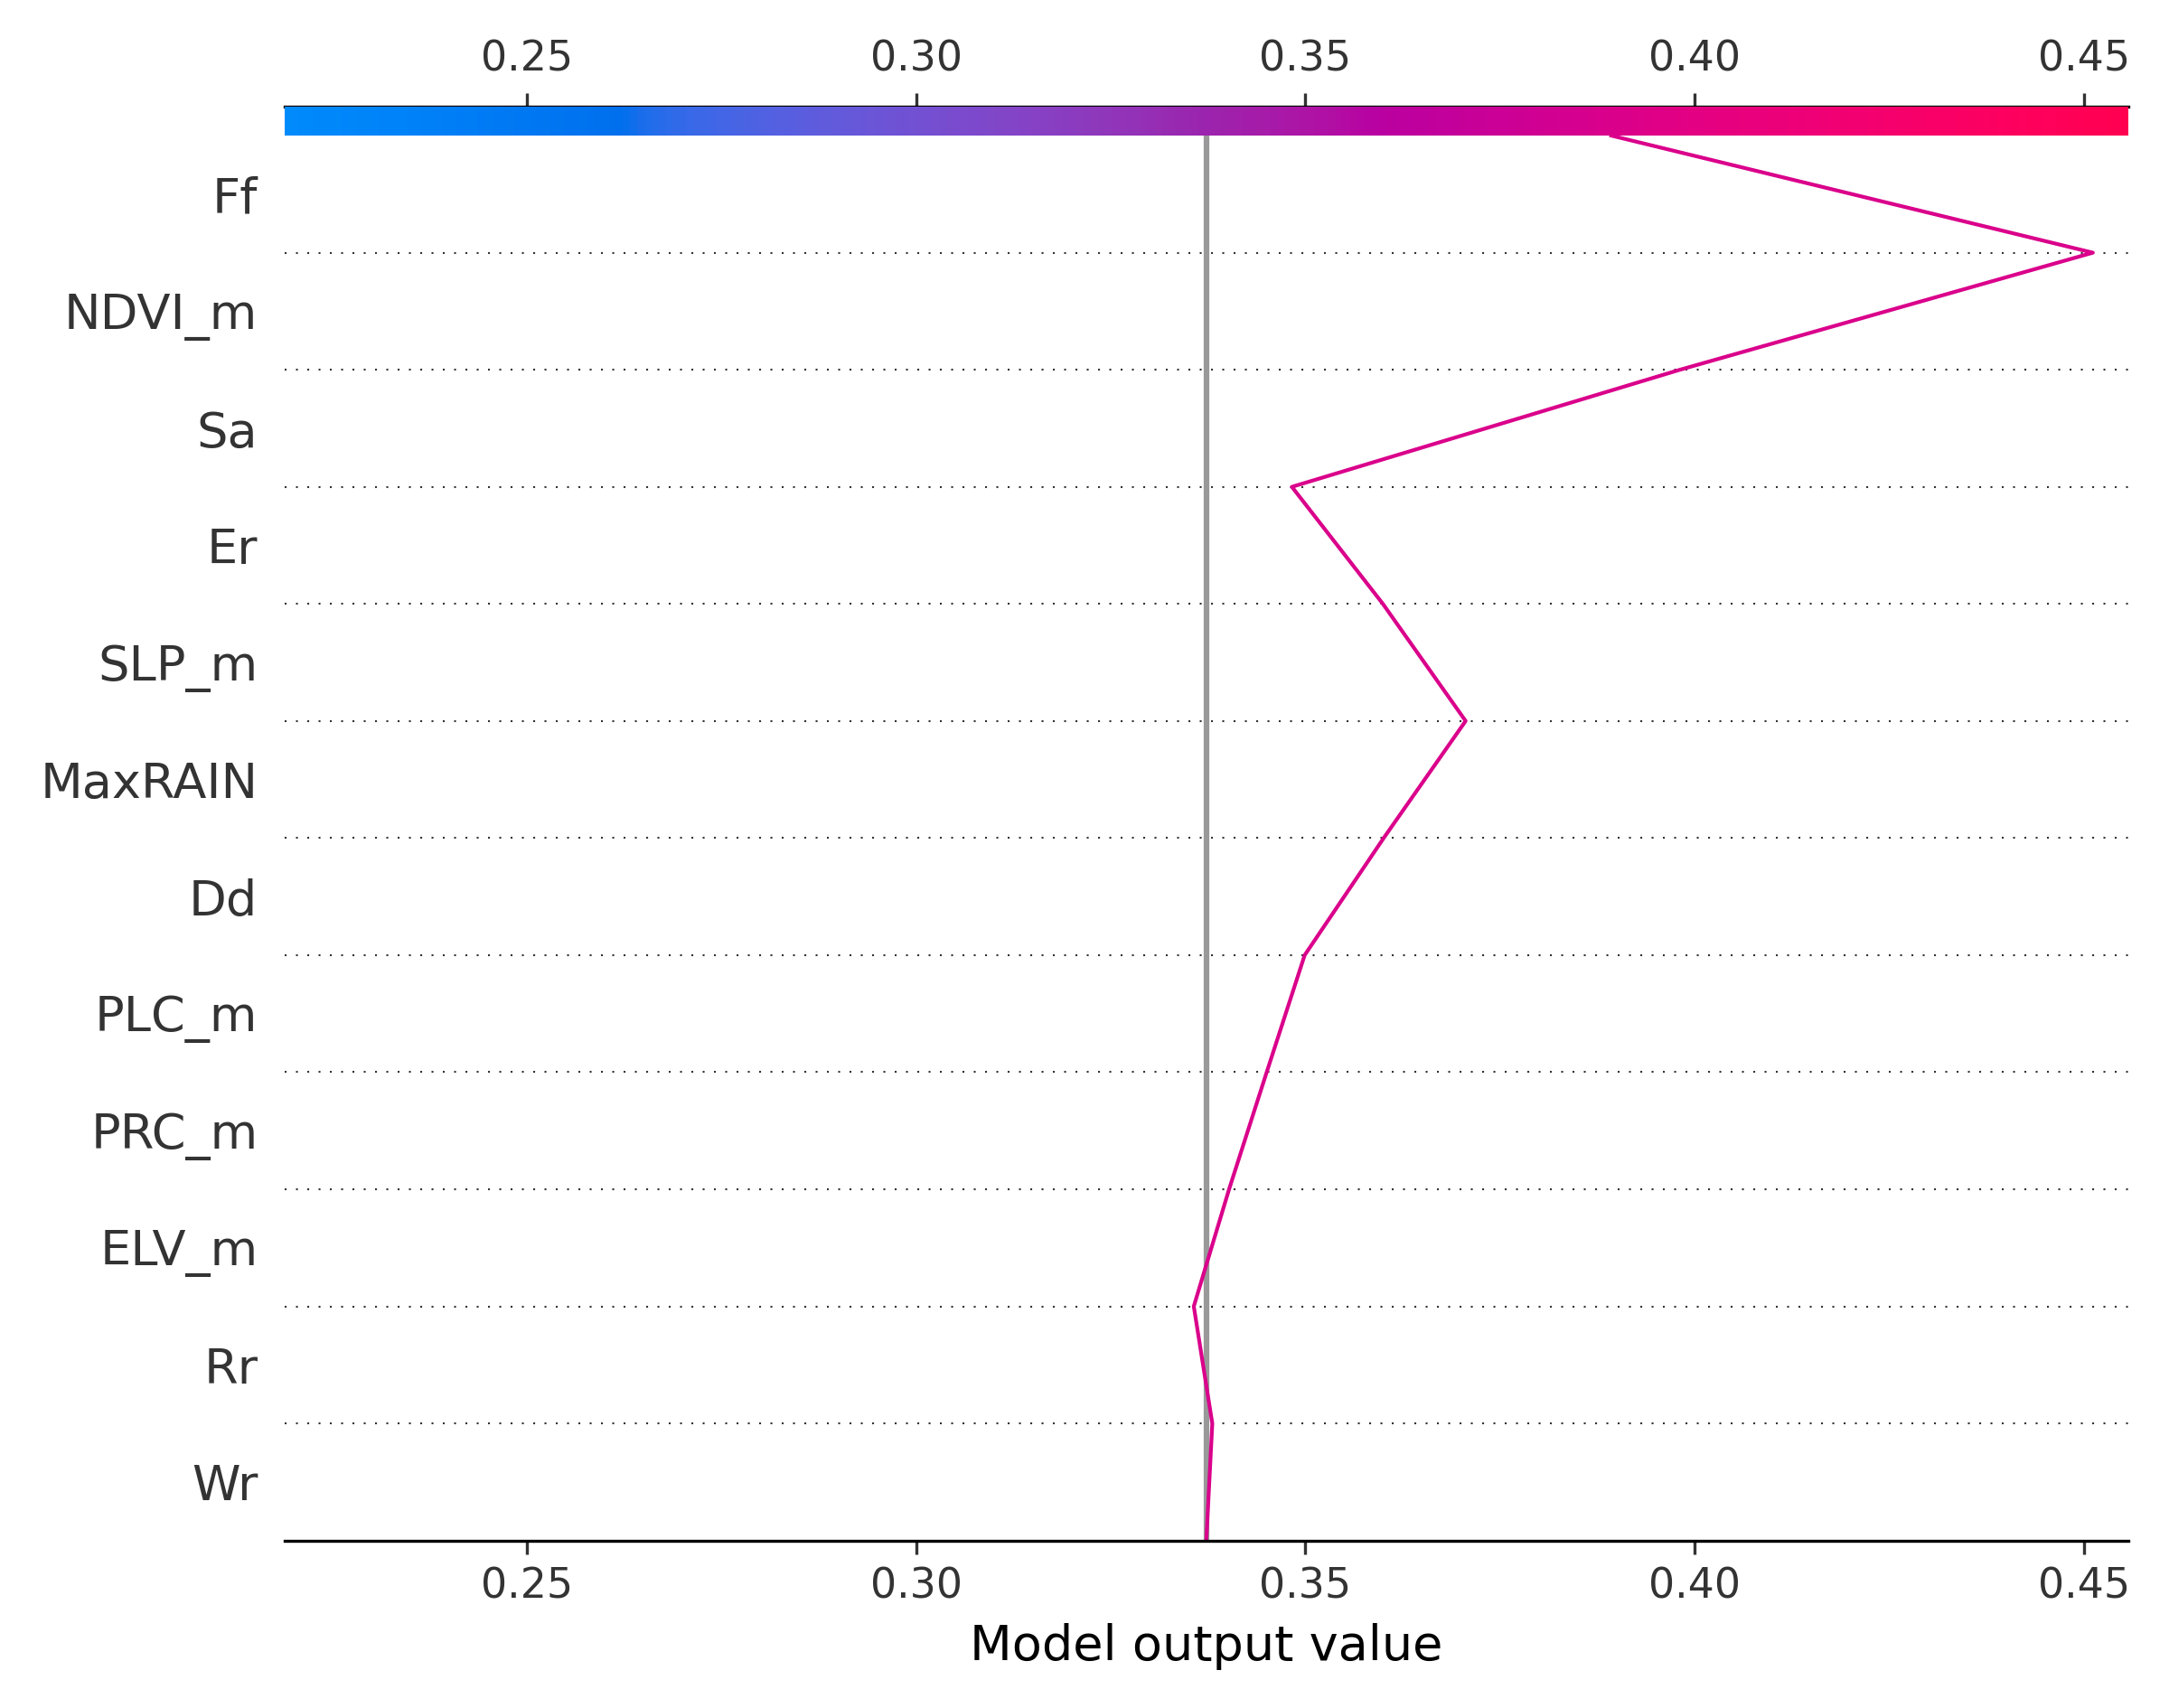 0.25 0.30 0.35 0.40 0.45
Ff
NDVI_m
Sa
Er
SLP_m
MaxRAIN
Dd
PLC_m
PRC_m
ELV_m
Rr
Wr
0.25 0.30 0.35 0.40 0.45
Model output value